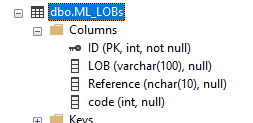 dbo.ML_LOBs
Columns
ID (PK, int, not null)
LOB (varchar(100), null)
Reference (nchar(10), null)
code (int, null)
Keys